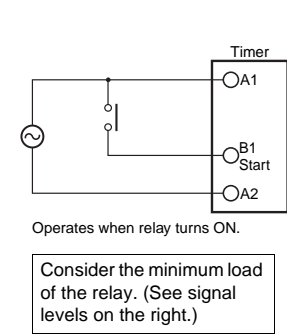 Timer
A1
B1
Start
A2
Operates when relay turns ON.
Consider the minimum load
of the relay. (See signal
levels on the right.)